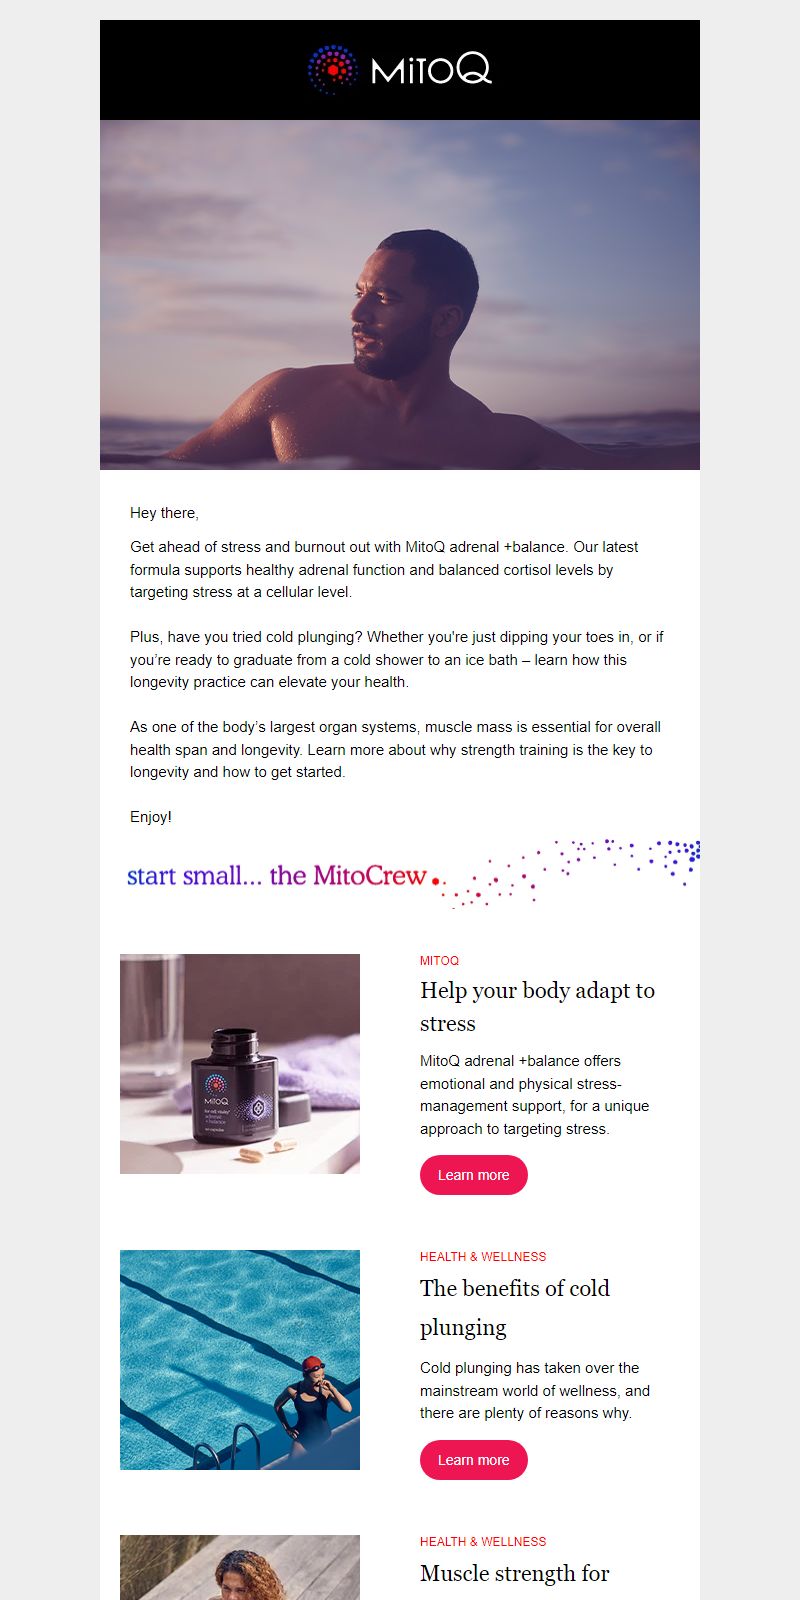 MitoQ
Hey there,
Get ahead of stress and burnout out with MitoQ adrenal +balance. Our latest
formula supports healthy adrenal function and balanced cortisol levels by
targeting stress at a cellular level.
Plus, have you tried cold plunging? Whether you're just dipping your toes in, or if
you’re ready to graduate from a cold shower to an ice bath – learn how this
longevity practice can elevate your health.
As one of the body’s largest organ systems, muscle mass is essential for overall
health span and longevity. Learn more about why strength training is the key to
longevity and how to get started.
Enjoy!
start small... the MitoCrew
MITOQ
Help your body adapt to
stress
MitoQ adrenal +balance offers
emotional and physical stress-
management support, for a unique
approach to targeting stress.
Learn more
MitoQ
for cell vitality
adrenal
+ balance
HEALTH & WELLNESS
The benefits of cold
plunging
Cold plunging has taken over the
mainstream world of wellness, and
there are plenty of reasons why.
Learn more
HEALTH & WELLNESS
Muscle strength for